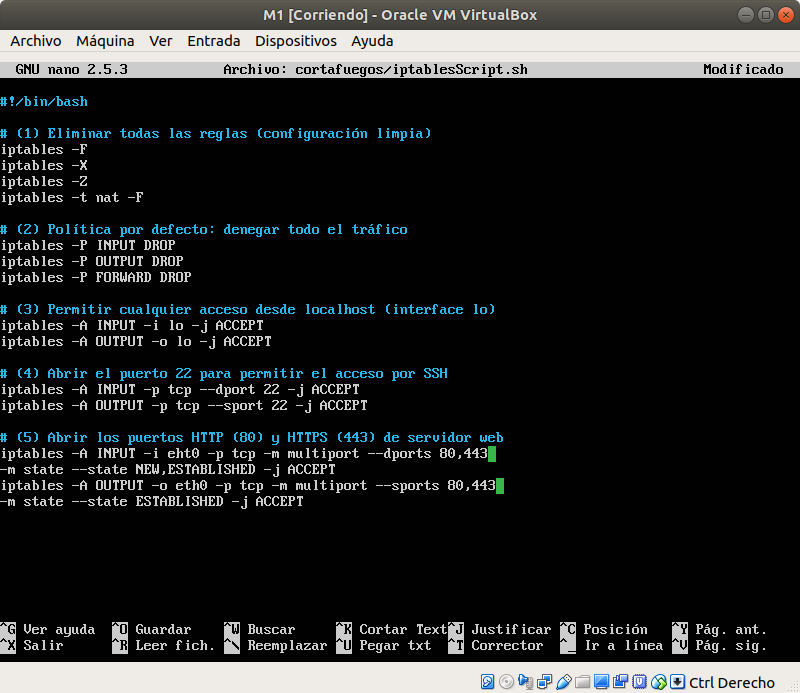 M1 [Corriendo] - Oracle VM VirtualBox
Archivo Máquina Ver Entrada Dispositivos Ayuda
GNU nano 2.5.3 Archivo: cortafuegos/iptablesScript.sh Modificado
#!/bin/bash
# (1) Eliminar todas las reglas (configuración limpia)
iptables -F
iptables -X
iptables -Z
iptables -t nat -F
# (2) Política por defecto: denegar todo el tráfico
iptables -P INPUT DROP
iptables -P OUTPUT DROP
iptables -P FORWARD DROP
# (3) Permitir cualquier acceso desde localhost (interface lo)
iptables -A INPUT -i lo -j ACCEPT
iptables -A OUTPUT -o lo -j ACCEPT
# (4) Abrir el puerto 22 para permitir el acceso por SSH
iptables -A INPUT -p tcp --dport 22 -j ACCEPT
iptables -A OUTPUT -p tcp --sport 22 -j ACCEPT
# (5) Abrir los puertos HTTP (80) y HTTPS (443) de servidor web
iptables -A INPUT -i eht0 -p tcp -m multiport --dports 80,443
-m state --state NEW,ESTABLISHED -j ACCEPT
iptables -A OUTPUT -o eth0 -p tcp -m multiport --sports 80,443
-m state --state ESTABLISHED -j ACCEPT
^G Ver ayuda ^O Guardar ^W Buscar ^K Cortar Text ^J Justificar ^C Posición ^Y Pág. ant.
^X Salir ^R Leer fich. ^\ Reemplazar ^U Pegar txt ^T Corrector ^_ Ir a línea ^V Pág. sig.
Ctrl Derecho